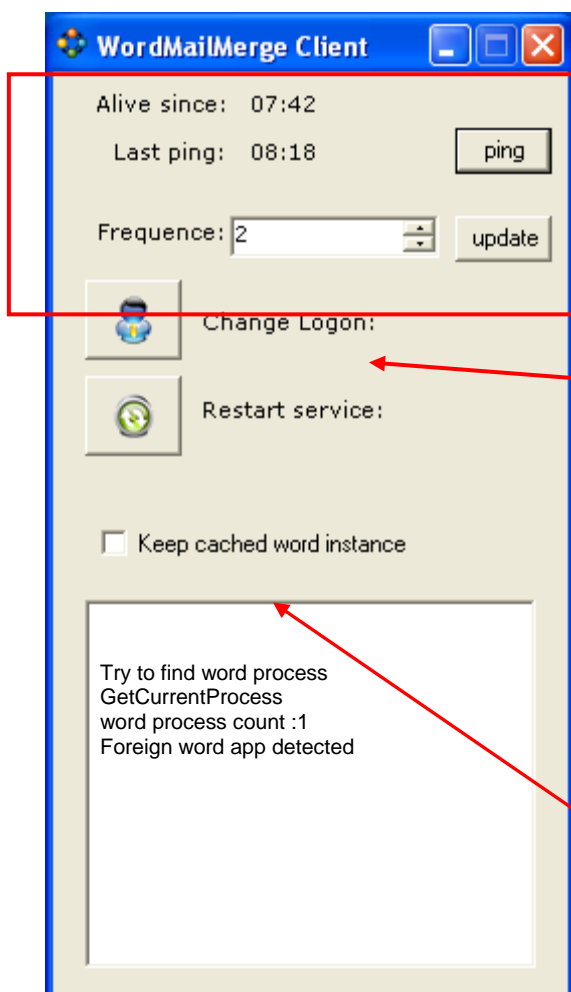 WordMailMerge Client
Alive since: 07:42
Last ping: 08:18 ping
Frequence: 2 update
Change Logon:
Restart service:
Keep cached word instance
Try to find word process
GetCurrentProcess
word process count :1
Foreign word app detected